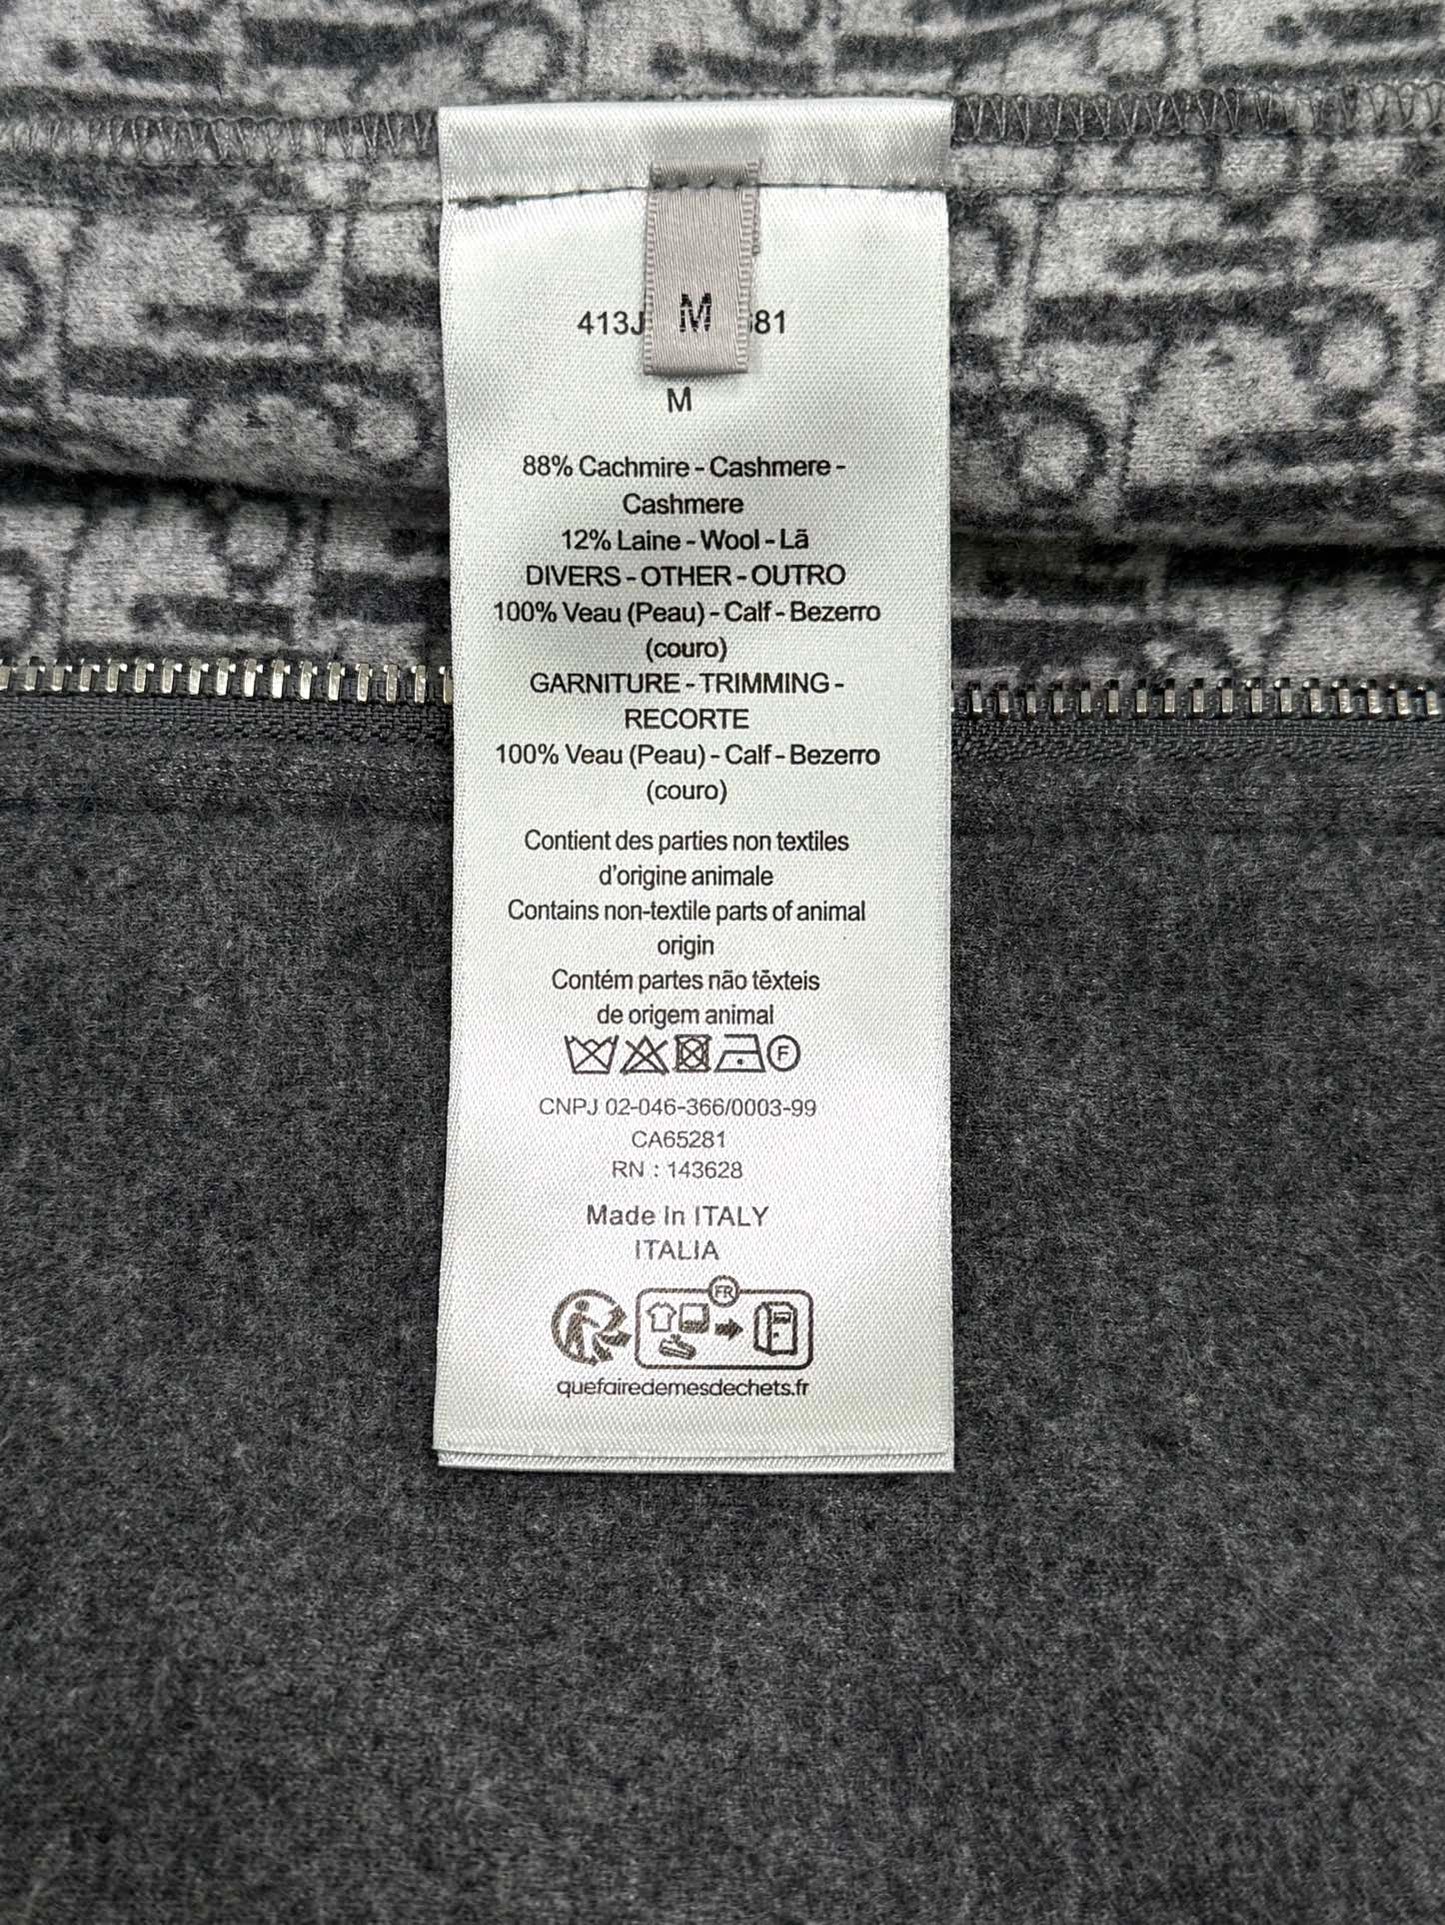 M
413J 81
M
88% Cachmire - Cashmere -
Cashmere
12% Laine - Wool - Lã
DIVERS - OTHER - OUTRO
100% Veau (Peau) - Calf - Bezerro
(couro)
GARNITURE - TRIMMING -
RECORTE
100% Veau (Peau) - Calf - Bezerro
(couro)
Contient des parties non textiles
d'origine animale
Contains non-textile parts of animal
origin
Contém partes não tēxteis
de origem animal
F
CNPJ 02-046-366/0003-99
CA65281
RN : 143628
Made In ITALY
ITALIA
FR
quefairedemesdechets.fr